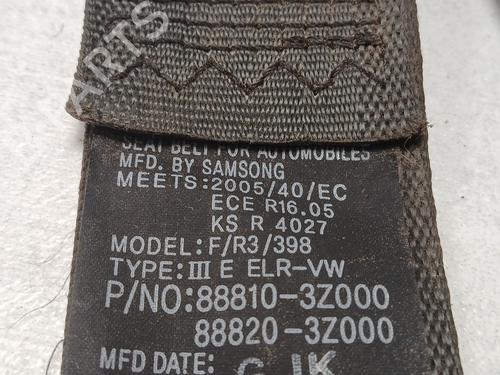 SEAT BELT FOR AUTOMOBILES
MFD. BY SAMSONG
MEETS:2005/40/EC
ECE R16.05
KS R 4027
MODEL:F/R3/398
TYPE:III E ELR-VW
P/NO:88810-3Z000
88820-3Z000
MFD DATE:
PARTS